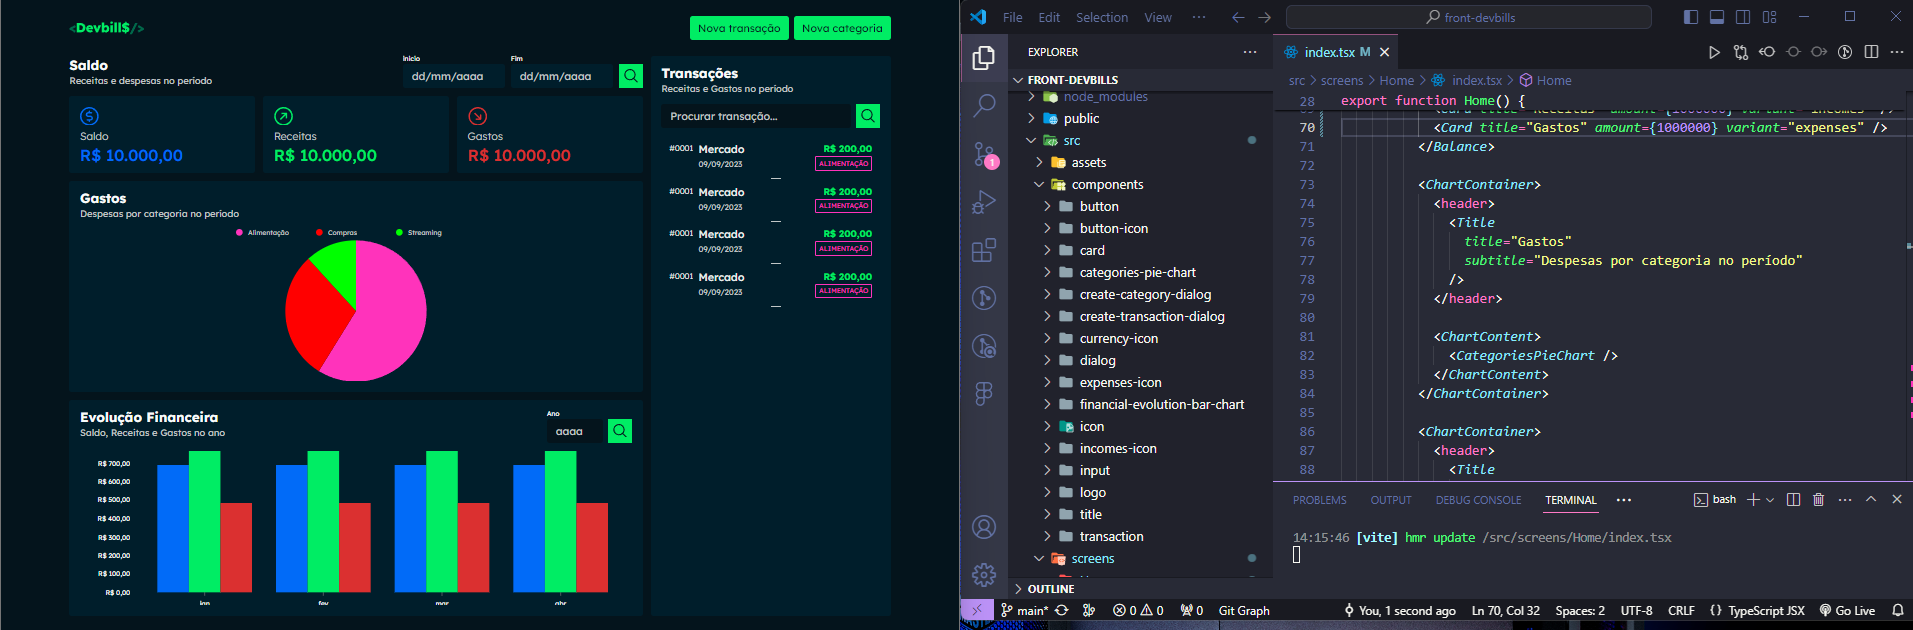 <Devbill$/>
Nova transação
Nova categoria
Saldo
Receitas e despesas no período
Início
dd/mm/aaaa
Fim
dd/mm/aaaa
Saldo
R$ 10.000,00
Receitas
R$ 10.000,00
Gastos
R$ 10.000,00
Gastos
Despesas por categoria no período
Alimentação
Compras
Streaming
Evolução Financeira
Saldo, Receitas e Gastos no ano
Ano
aaaa
R$ 700,00
R$ 600,00
R$ 500,00
R$ 400,00
R$ 300,00
R$ 200,00
R$ 100,00
R$ 0,00
jan
fev
mar
abr
Transações
Receitas e Gastos no período
Procurar transação...
#0001 Mercado R$ 200,00
09/09/2023 ALIMENTAÇÃO
#0001 Mercado R$ 200,00
09/09/2023 ALIMENTAÇÃO
#0001 Mercado R$ 200,00
09/09/2023 ALIMENTAÇÃO
#0001 Mercado R$ 200,00
09/09/2023 ALIMENTAÇÃO
File Edit Selection View ···
front-devbills
EXPLORER
FRONT-DEVBILLS
node_modules
public
src
assets
components
button
button-icon
card
categories-pie-chart
create-category-dialog
create-transaction-dialog
currency-icon
dialog
expenses-icon
financial-evolution-bar-chart
icon
incomes-icon
input
logo
title
transaction
screens
OUTLINE
1
index.tsx M
src > screens > Home > index.tsx > Home
28 export function Home() {
<Card title="Receitas" amount={1000000} variant="incomes" />
70 <Card title="Gastos" amount={1000000} variant="expenses" />
71 </Balance>
72
73 <ChartContainer>
74 <header>
75 <Title
76 title="Gastos"
77 subtitle="Despesas por categoria no período"
78 />
79 </header>
80
81 <ChartContent>
82 <CategoriesPieChart />
83 </ChartContent>
84 </ChartContainer>
85
86 <ChartContainer>
87 <header>
88 <Title
PROBLEMS OUTPUT DEBUG CONSOLE TERMINAL ···
bash
14:15:46 [vite] hmr update /src/screens/Home/index.tsx
main* 0 0 0 Git Graph
You, 1 second ago Ln 70, Col 32 Spaces: 2 UTF-8 CRLF {} TypeScript JSX Go Live